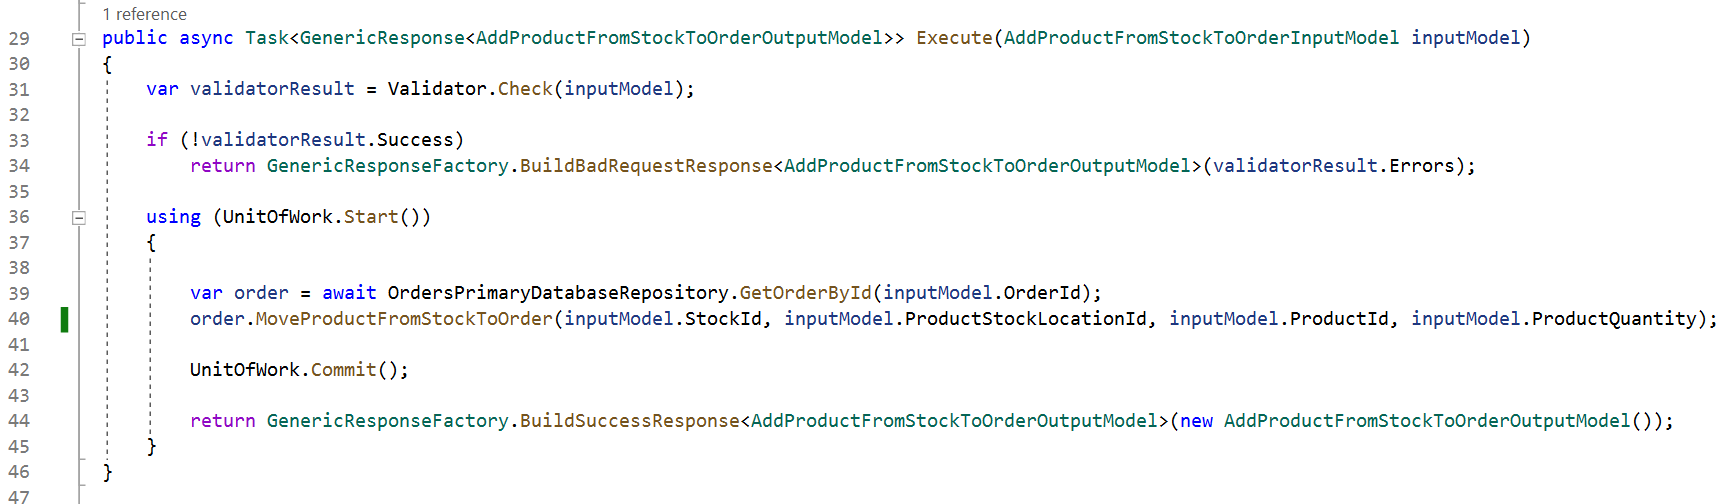 1 reference
29 public async Task<GenericResponse<AddProductFromStockToOrderOutputModel>> Execute(AddProductFromStockToOrderInputModel inputModel)
30 {
31 var validatorResult = Validator.Check(inputModel);
32
33 if (!validatorResult.Success)
34 return GenericResponseFactory.BuildBadRequestResponse<AddProductFromStockToOrderOutputModel>(validatorResult.Errors);
35
36 using (UnitOfWork.Start())
37 {
38
39 var order = await OrdersPrimaryDatabaseRepository.GetOrderById(inputModel.OrderId);
40 order.MoveProductFromStockToOrder(inputModel.StockId, inputModel.ProductStockLocationId, inputModel.ProductId, inputModel.ProductQuantity);
41
42 UnitOfWork.Commit();
43
44 return GenericResponseFactory.BuildSuccessResponse<AddProductFromStockToOrderOutputModel>(new AddProductFromStockToOrderOutputModel());
45 }
46 }
47